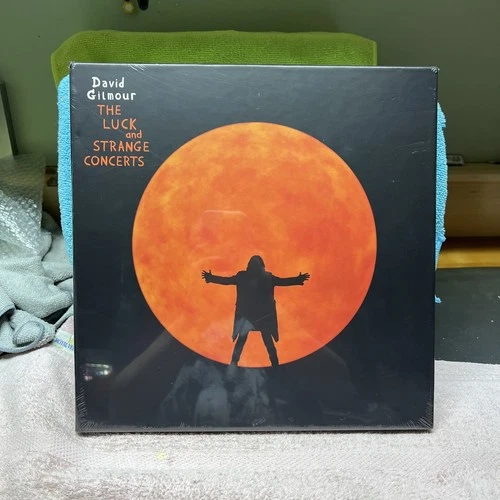 David
Gilmour
THE
LUCK
and
STRANGE
CONCERTS